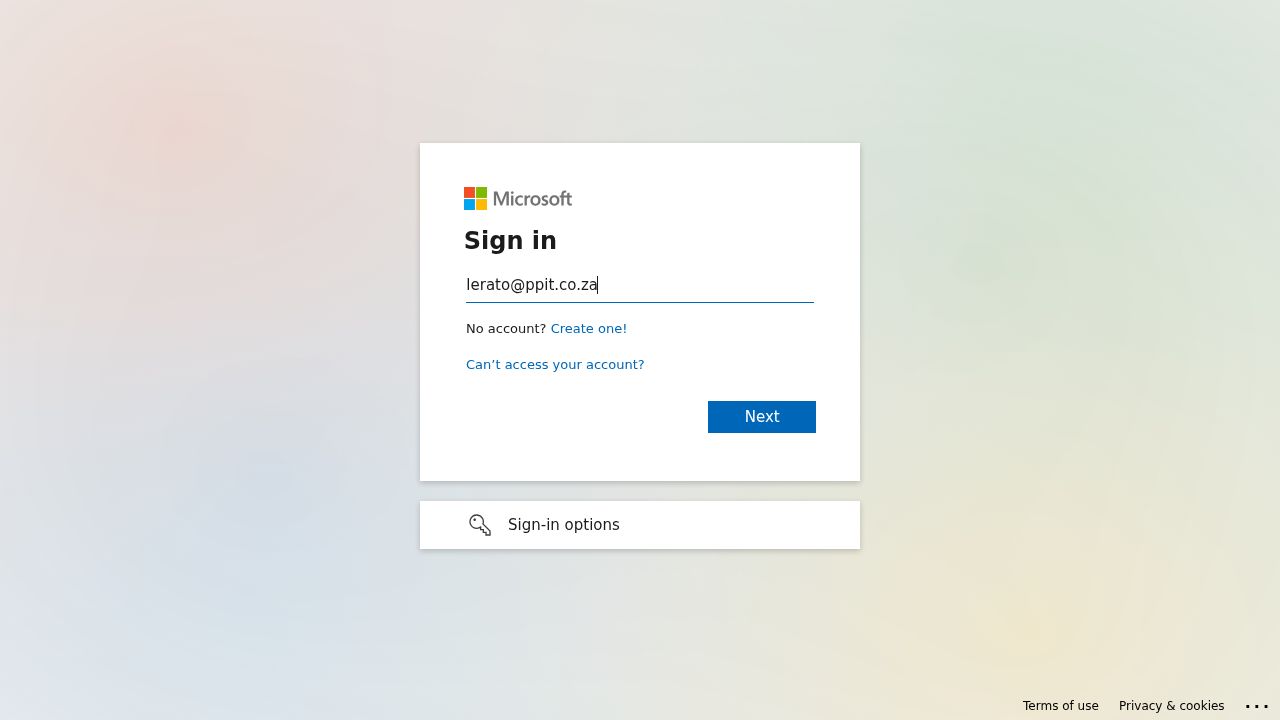 Microsoft
Sign in
lerato@ppit.co.za
No account? Create one!
Can’t access your account?
Next
Sign-in options
Terms of use Privacy & cookies ...